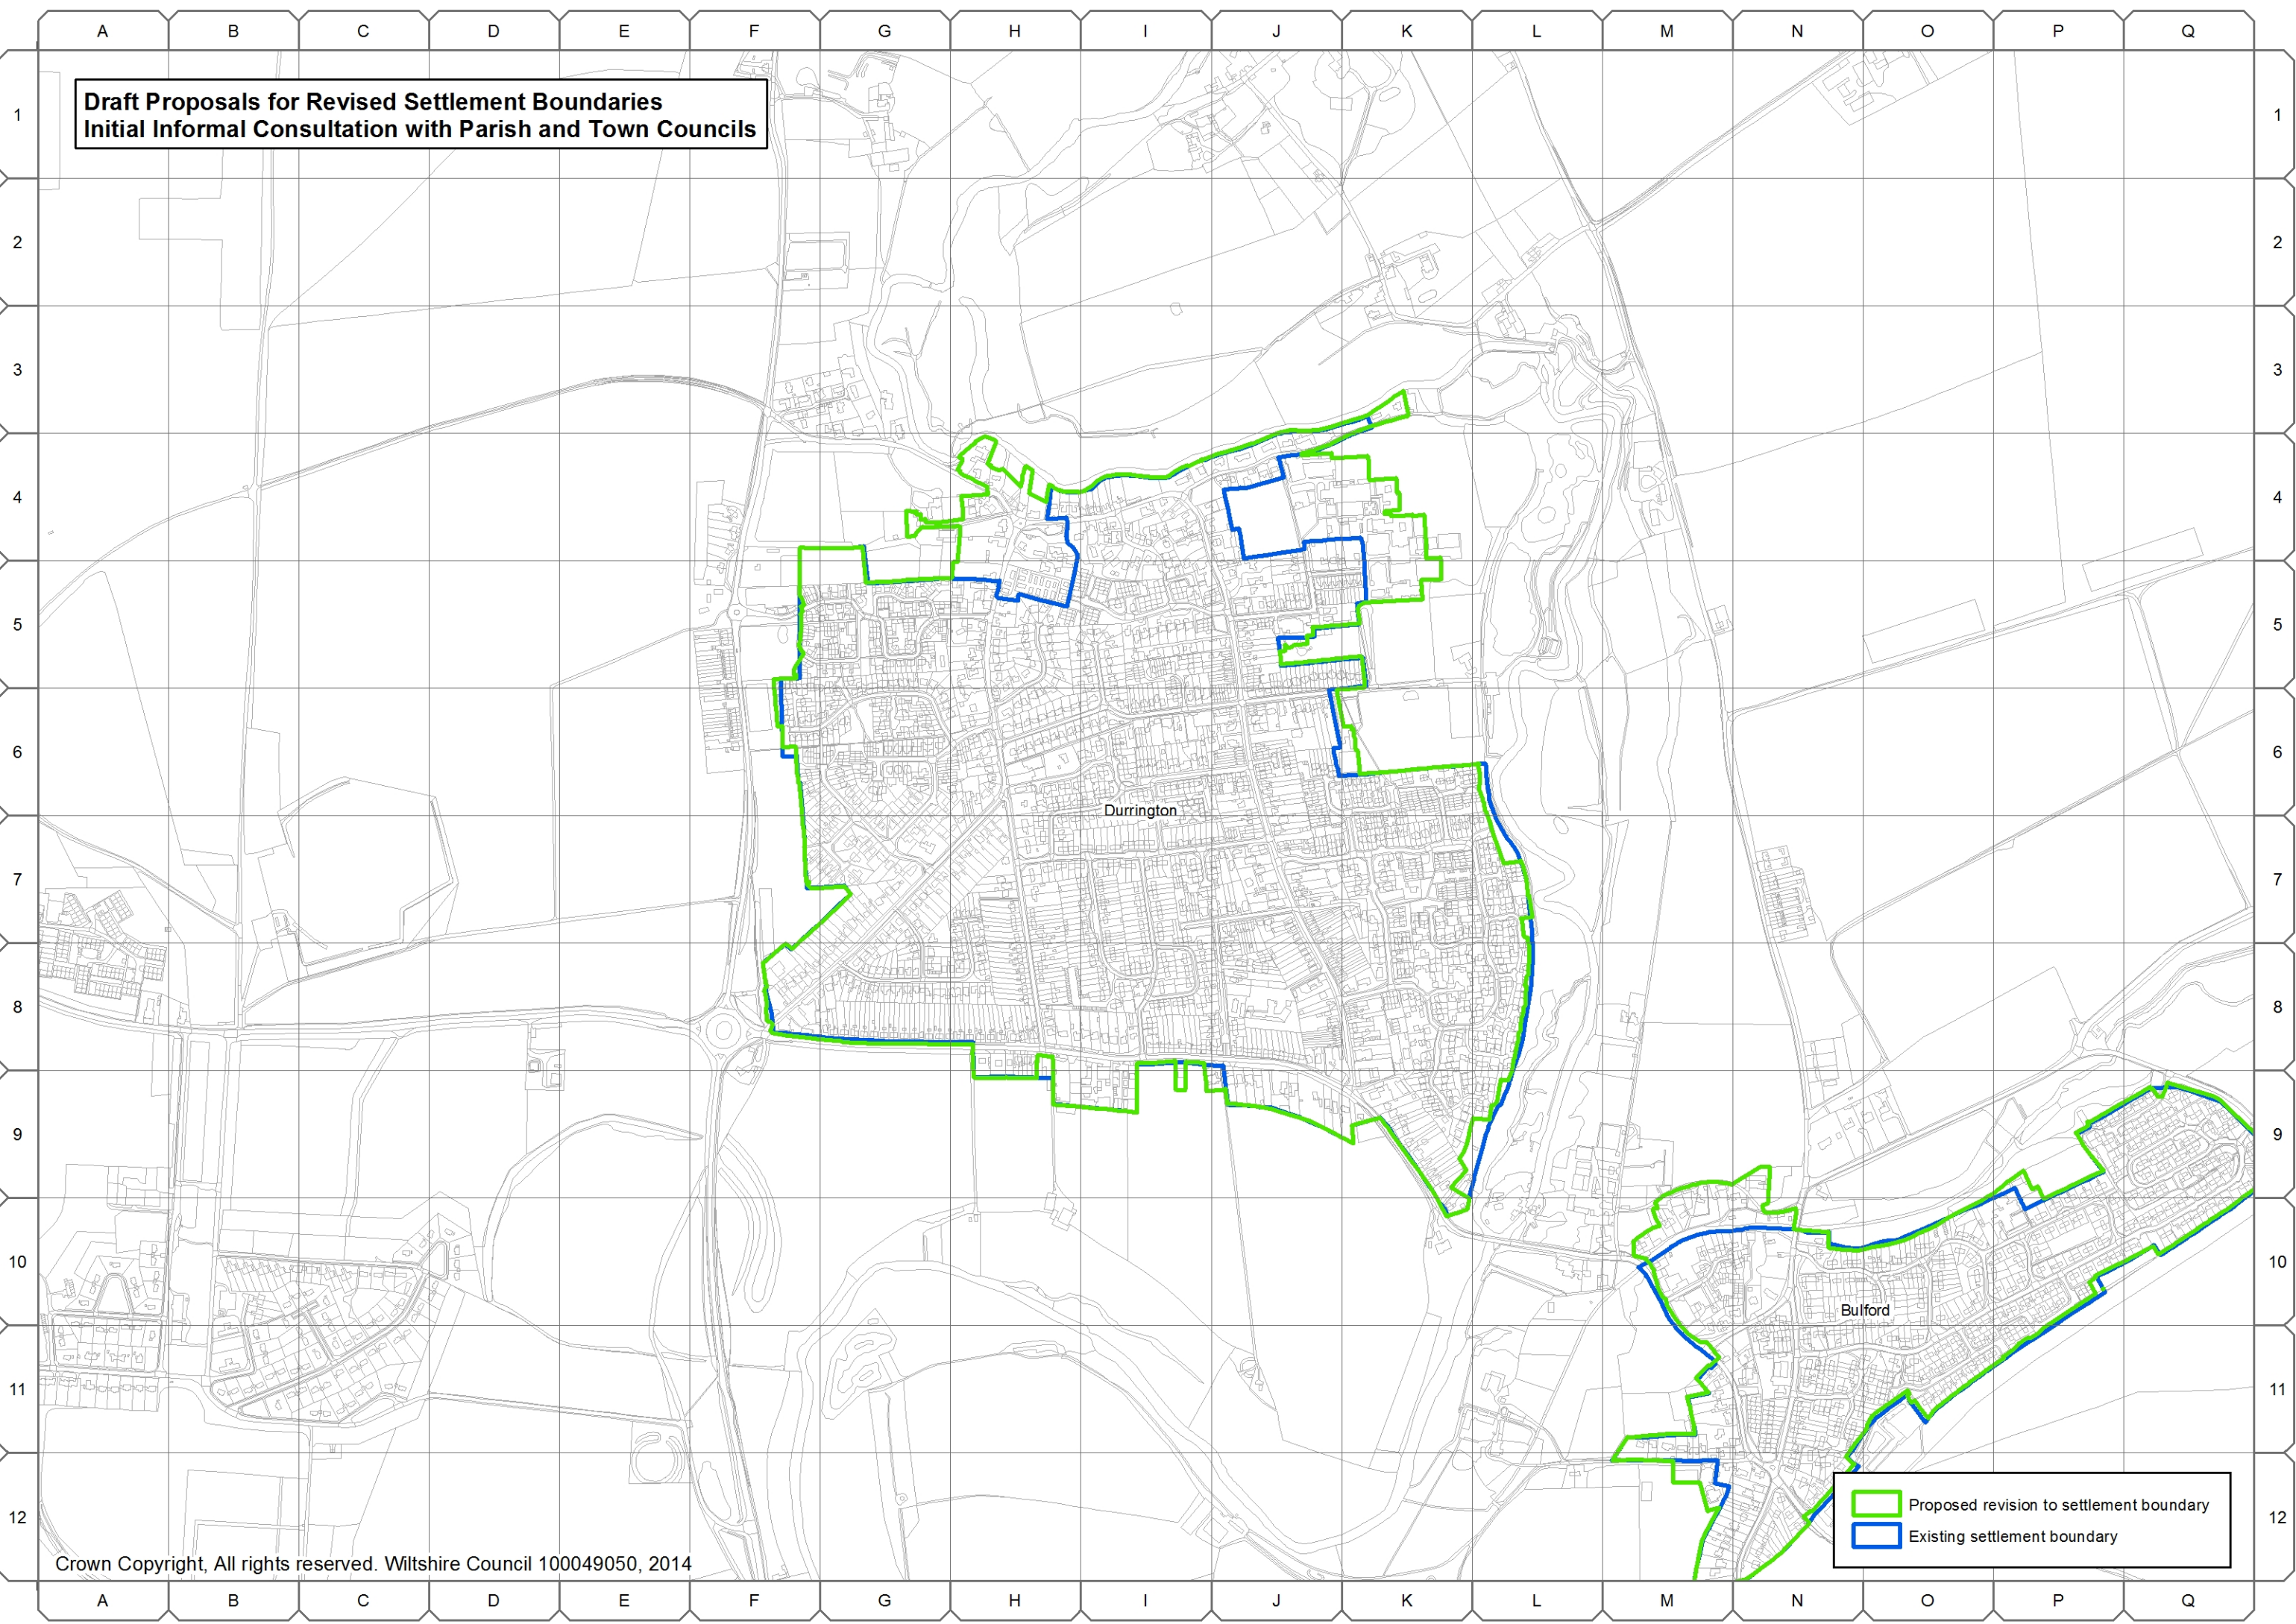 A B C D E F G H I J K L M N O P Q
Draft Proposals for Revised Settlement Boundaries
Initial Informal Consultation with Parish and Town Councils
1 1
2 2
3 3
4 4
5 5
6 6
Durrington
7 7
8 8
9 9
10 10
Bulford
11 11
12 12
Proposed revision to settlement boundary
Existing settlement boundary
Crown Copyright, All rights reserved. Wiltshire Council 100049050, 2014
A B C D E F G H I J K L M N O P Q